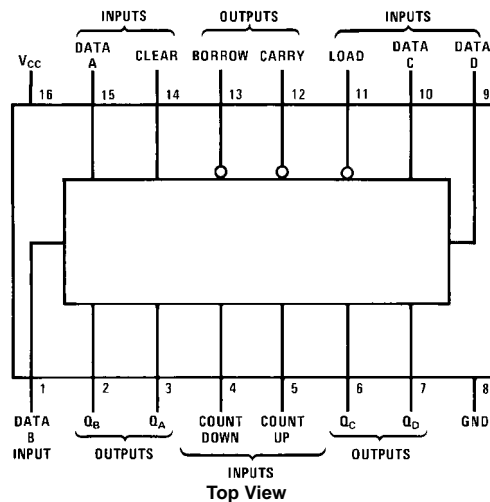 INPUTS OUTPUTS INPUTS
DATA A CLEAR BORROW CARRY LOAD DATA C DATA D
VCC
16 15 14 13 12 11 10 9
1 2 3 4 5 6 7 8
DATA B INPUT QB QA COUNT DOWN COUNT UP QC QD GND
OUTPUTS INPUTS OUTPUTS
Top View